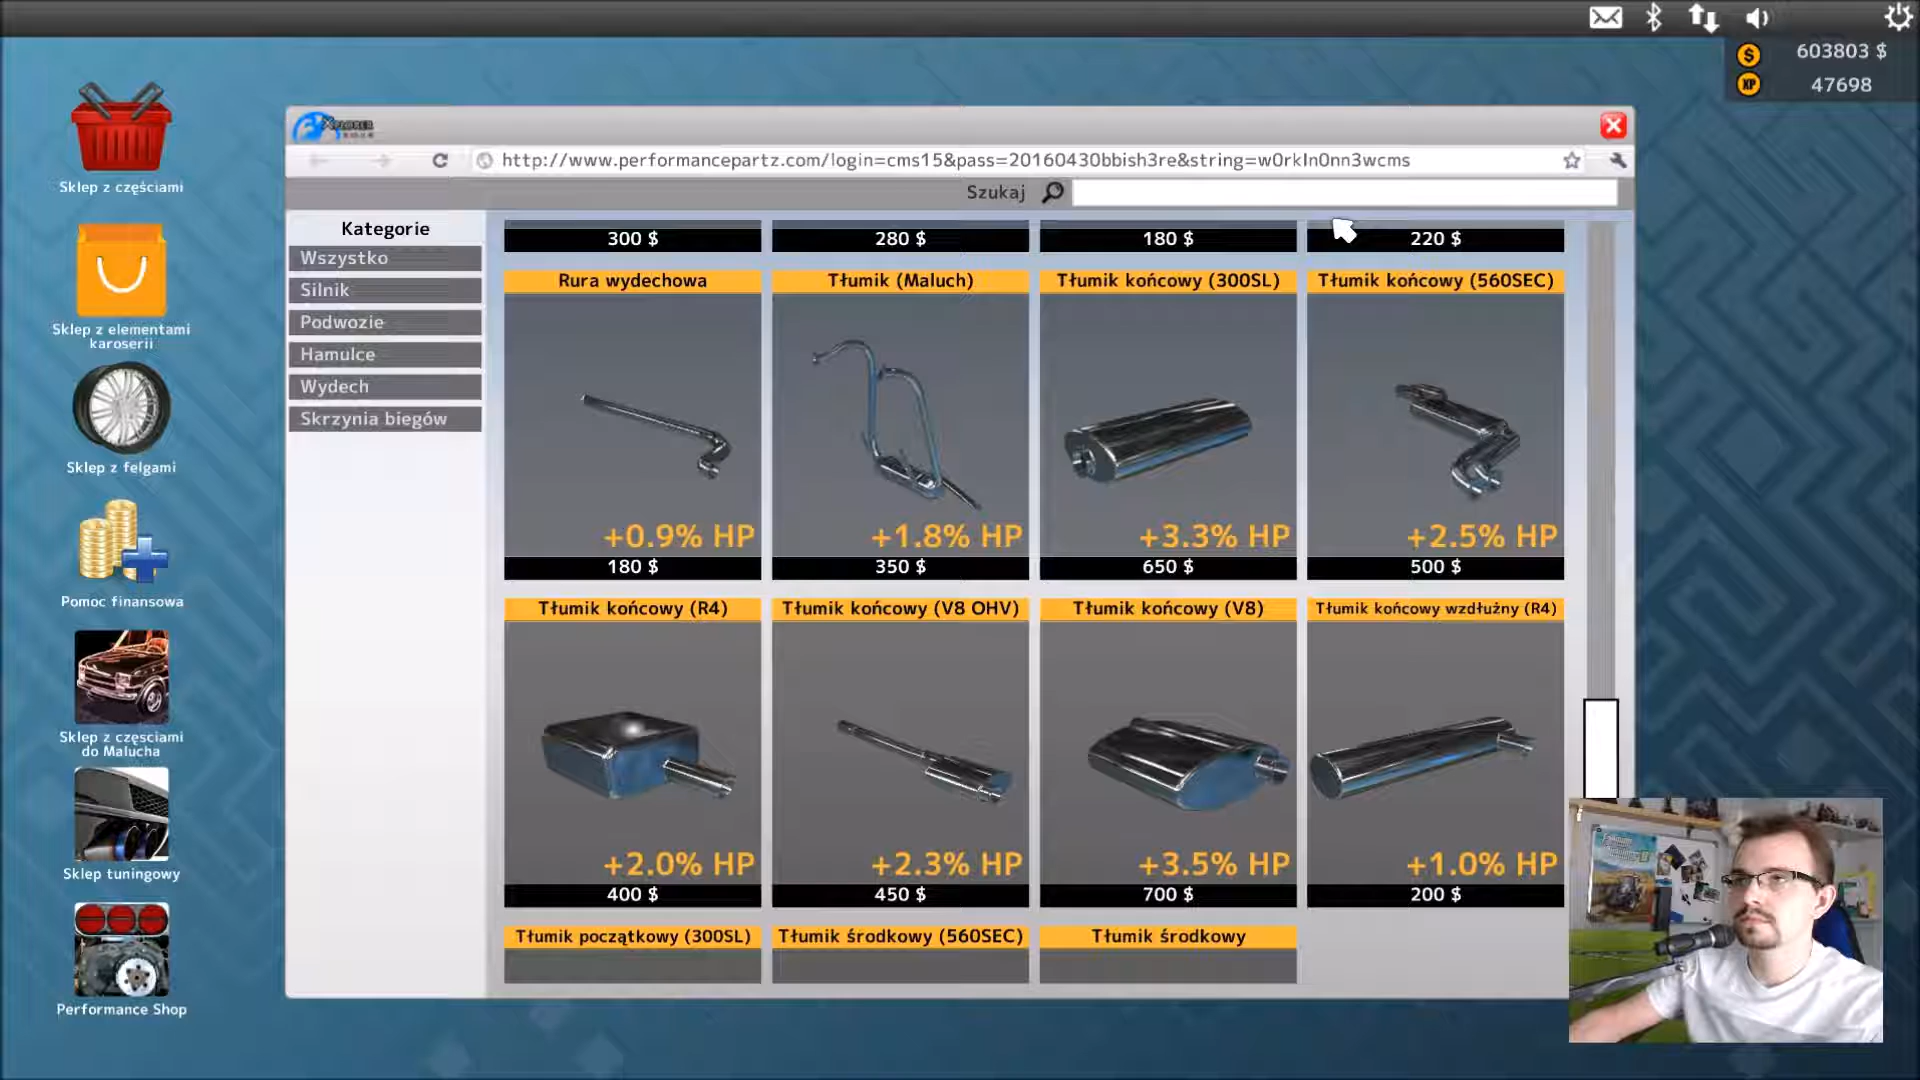 603803 $
XP 47698
Sklep z częściami
Sklep z elementami
karoserii
Sklep z felgami
Pomoc finansowa
Sklep z częsciami
do Malucha
Sklep tuningowy
Performance Shop
http://www.performancepartz.com/login=cms15&pass=20160430bbish3re&string=w0rkIn0nn3wcms
Szukaj
Kategorie
Wszystko
Silnik
Podwozie
Hamulce
Wydech
Skrzynia biegów
300 $ 280 $ 180 $ 220 $
Rura wydechowa Tłumik (Maluch) Tłumik końcowy (300SL) Tłumik końcowy (560SEC)
+0.9% HP +1.8% HP +3.3% HP +2.5% HP
180 $ 350 $ 650 $ 500 $
Tłumik końcowy (R4) Tłumik końcowy (V8 OHV) Tłumik końcowy (V8) Tłumik końcowy wzdłużny (R4)
+2.0% HP +2.3% HP +3.5% HP +1.0% HP
400 $ 450 $ 700 $ 200 $
Tłumik początkowy (300SL) Tłumik środkowy (560SEC) Tłumik środkowy